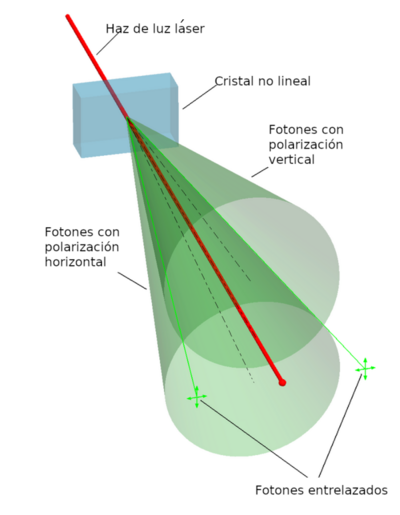 Haz de luz láser
Cristal no lineal
Fotones con
polarización
vertical
Fotones con
polarización
horizontal
Fotones entrelazados